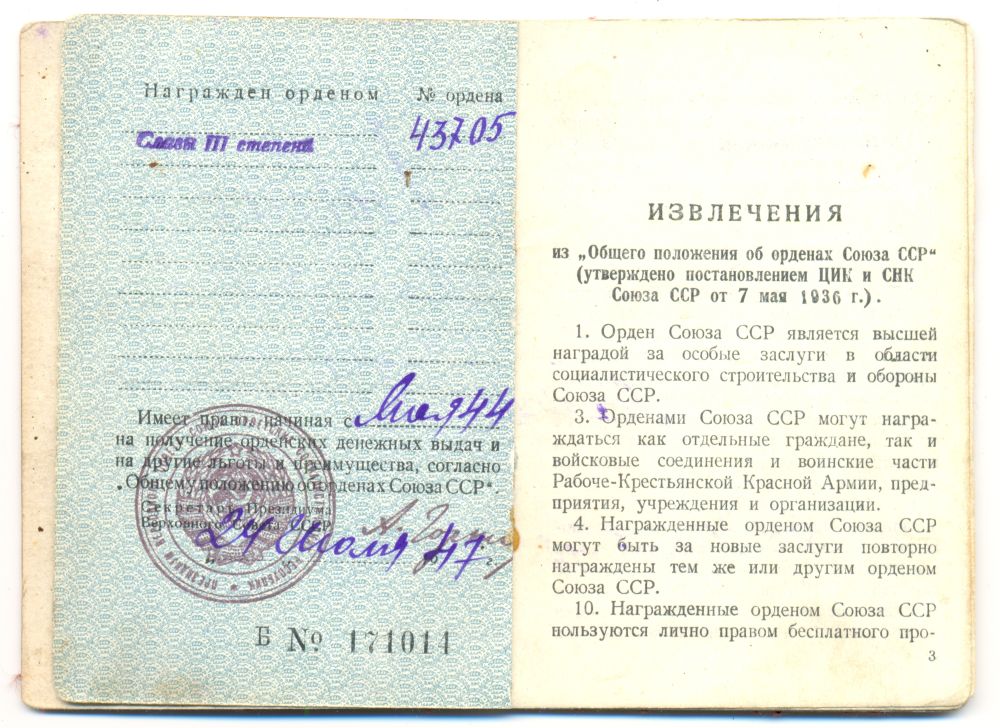 Награжден орденом № ордена
Славы III степени 43705
Имеет право начиная с Мая 44
на получение орденских денежных выдач и
на другие льготы и преимущества, согласно
„Общему положению об орденах Союза ССР“.
Секретарь Президиума
Верховного Совета СССР
29 Июля 47
Б № 171014
ИЗВЛЕЧЕНИЯ
из „Общего положения об орденах Союза ССР“
(утверждено постановлением ЦИК и СНК
Союза ССР от 7 мая 1936 г.).
1. Орден Союза ССР является высшей
наградой за особые заслуги в области
социалистического строительства и обороны
Союза ССР.
3. Орденами Союза ССР могут награ-
ждаться как отдельные граждане, так и
войсковые соединения и воинские части
Рабоче-Крестьянской Красной Армии, пред-
приятия, учреждения и организации.
4. Награжденные орденом Союза ССР
могут быть за новые заслуги повторно
награждены тем же или другим орденом
Союза ССР.
10. Награжденные орденом Союза ССР
пользуются лично правом бесплатного про-
3